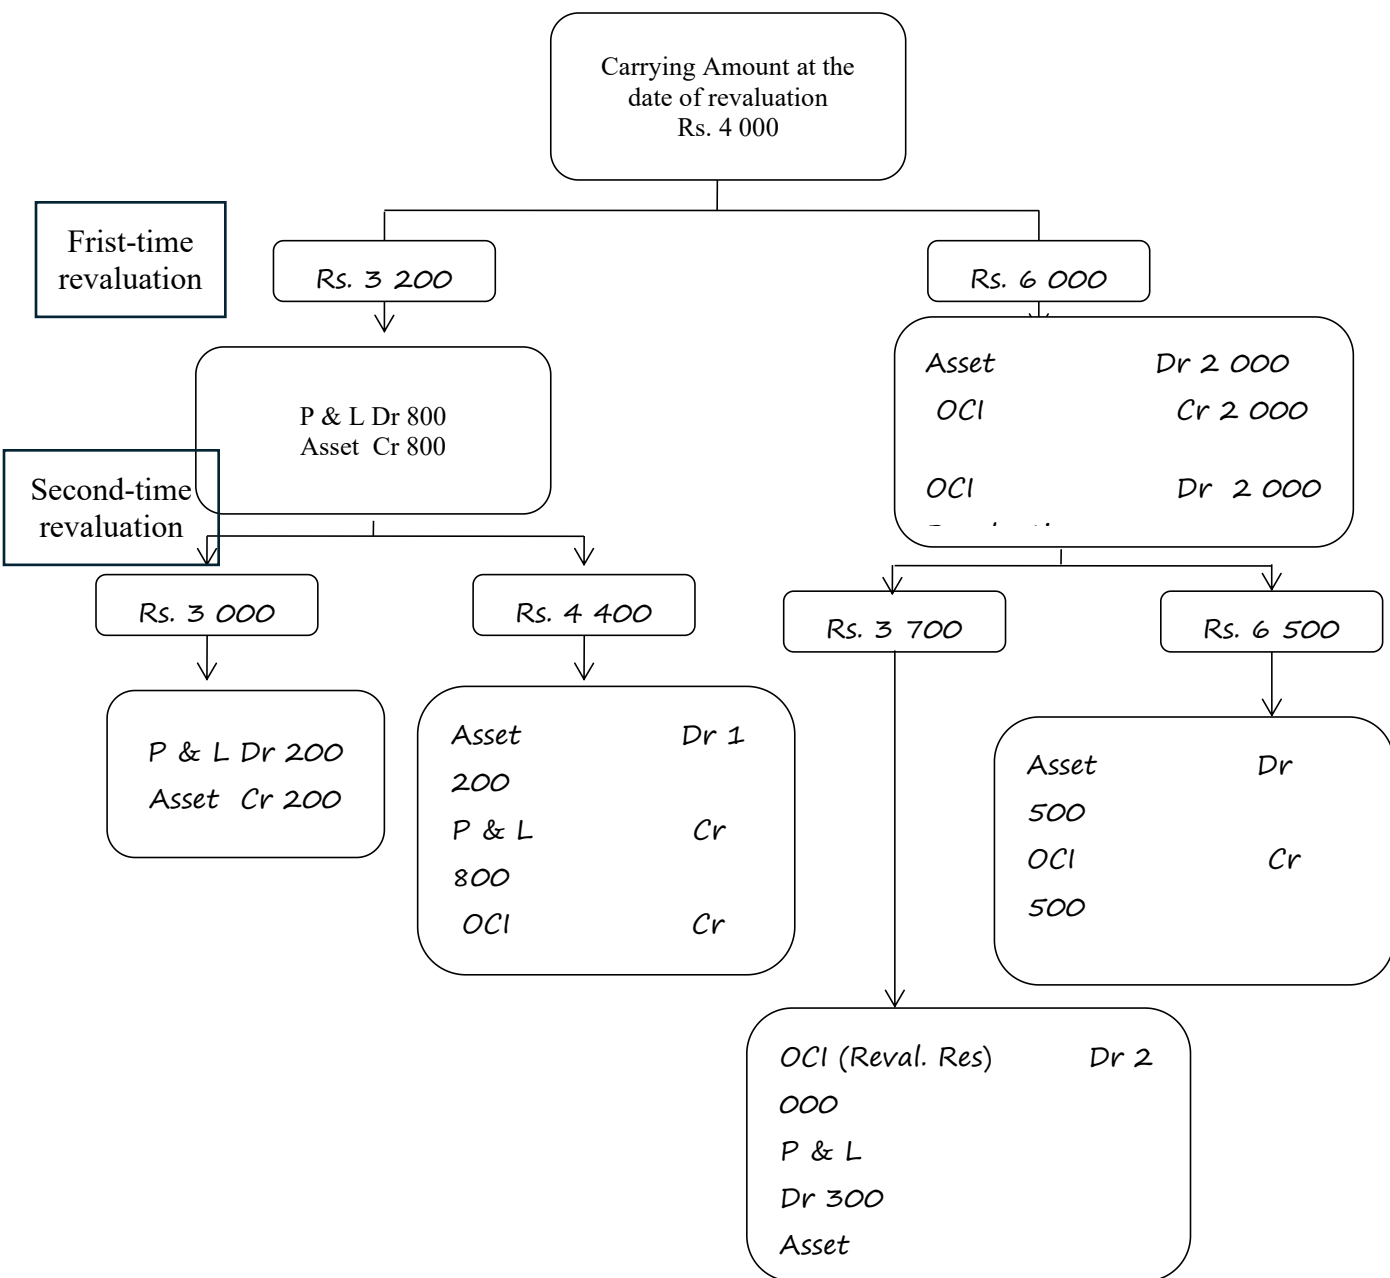 Carrying Amount at the
date of revaluation
Rs. 4 000
Frist-time
revaluation
Rs. 3 200
Rs. 6 000
P & L Dr 800
Asset Cr 800
Asset Dr 2 000
OCI Cr 2 000
OCI Dr 2 000
Second-time
revaluation
Rs. 3 000
Rs. 4 400
Rs. 3 700
Rs. 6 500
P & L Dr 200
Asset Cr 200
Asset Dr 1
200
P & L Cr
800
OCI Cr
Asset Dr
500
OCI Cr
500
OCI (Reval. Res) Dr 2
000
P & L
Dr 300
Asset